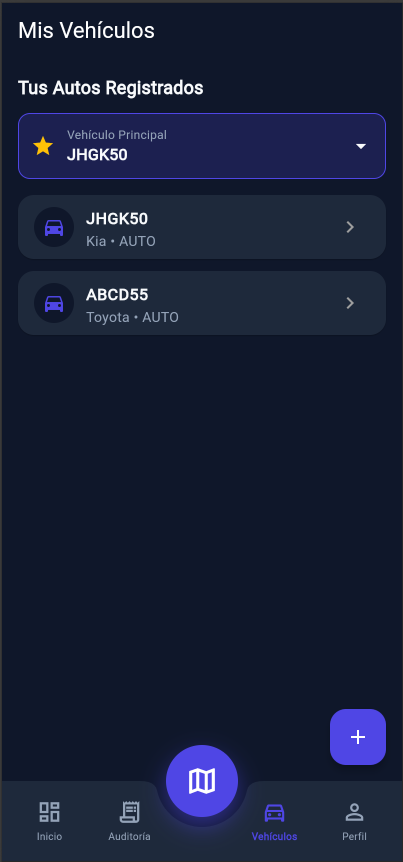 Mis Vehículos
Tus Autos Registrados
Vehículo Principal
JHGK50
JHGK50
Kia • AUTO
ABCD55
Toyota • AUTO
Inicio
Auditoría
Vehículos
Perfil